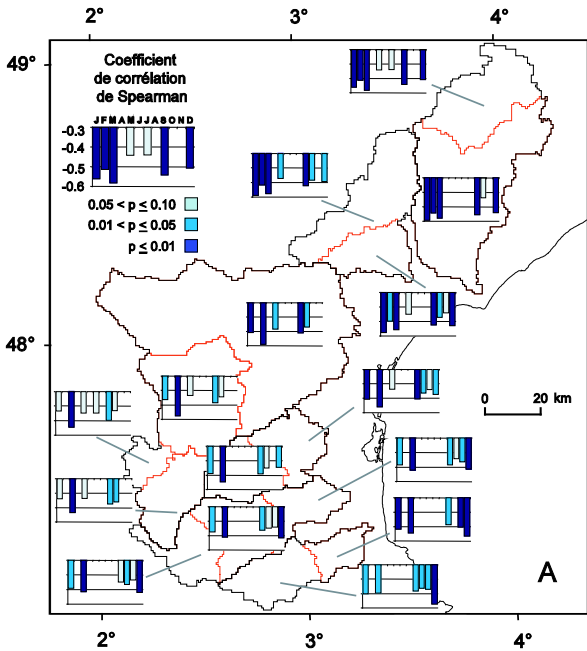 2° 3° 4°
49°
Coefficient
de corrélation
de Spearman
JFMAMJJASOND
-0.3
-0.4
-0.5
-0.6
0.05 < p ≤ 0.10
0.01 < p ≤ 0.05
p ≤ 0.01
48°
0 20 km
A
2° 3° 4°